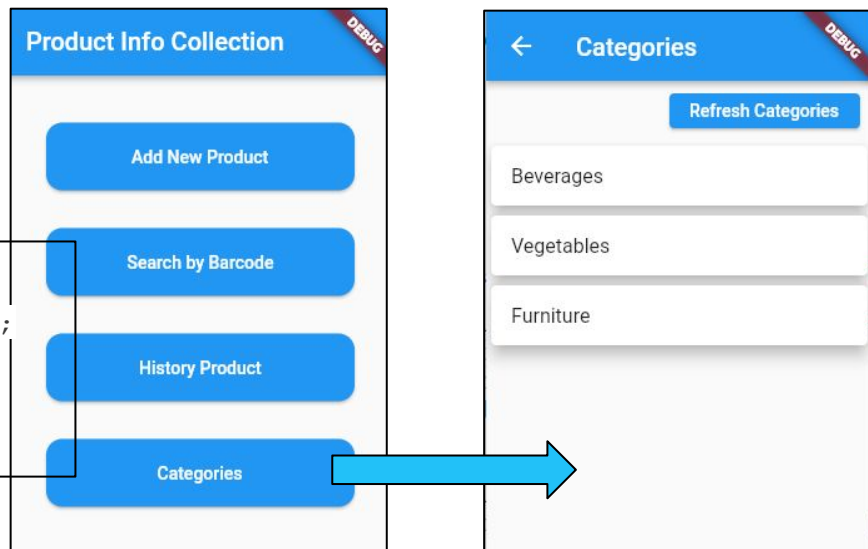 Product Info Collection
DEBUG
Add New Product
Search by Barcode
;
History Product
Categories
Categories
DEBUG
Refresh Categories
Beverages
Vegetables
Furniture